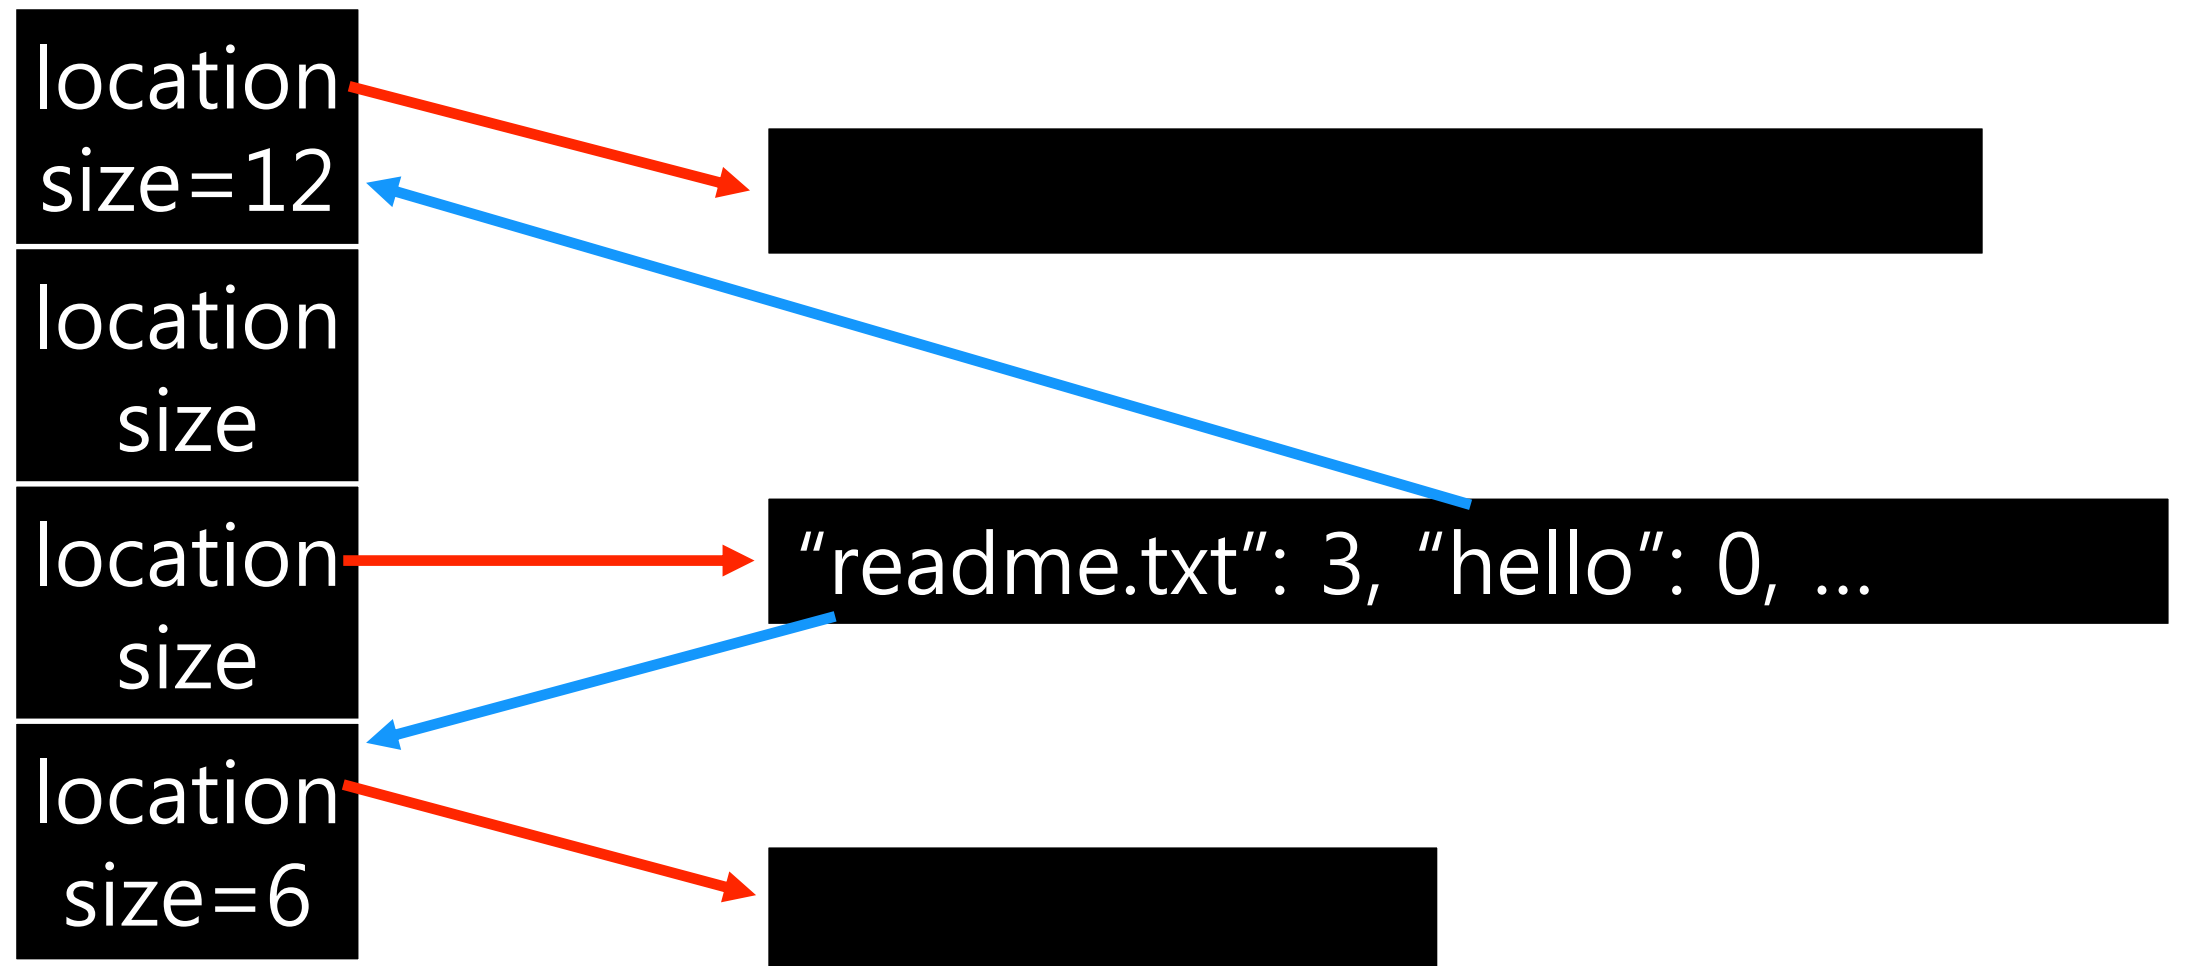 location
size=12
location
size
location
size
“readme.txt“: 3, “hello“: 0, …
location
size=6